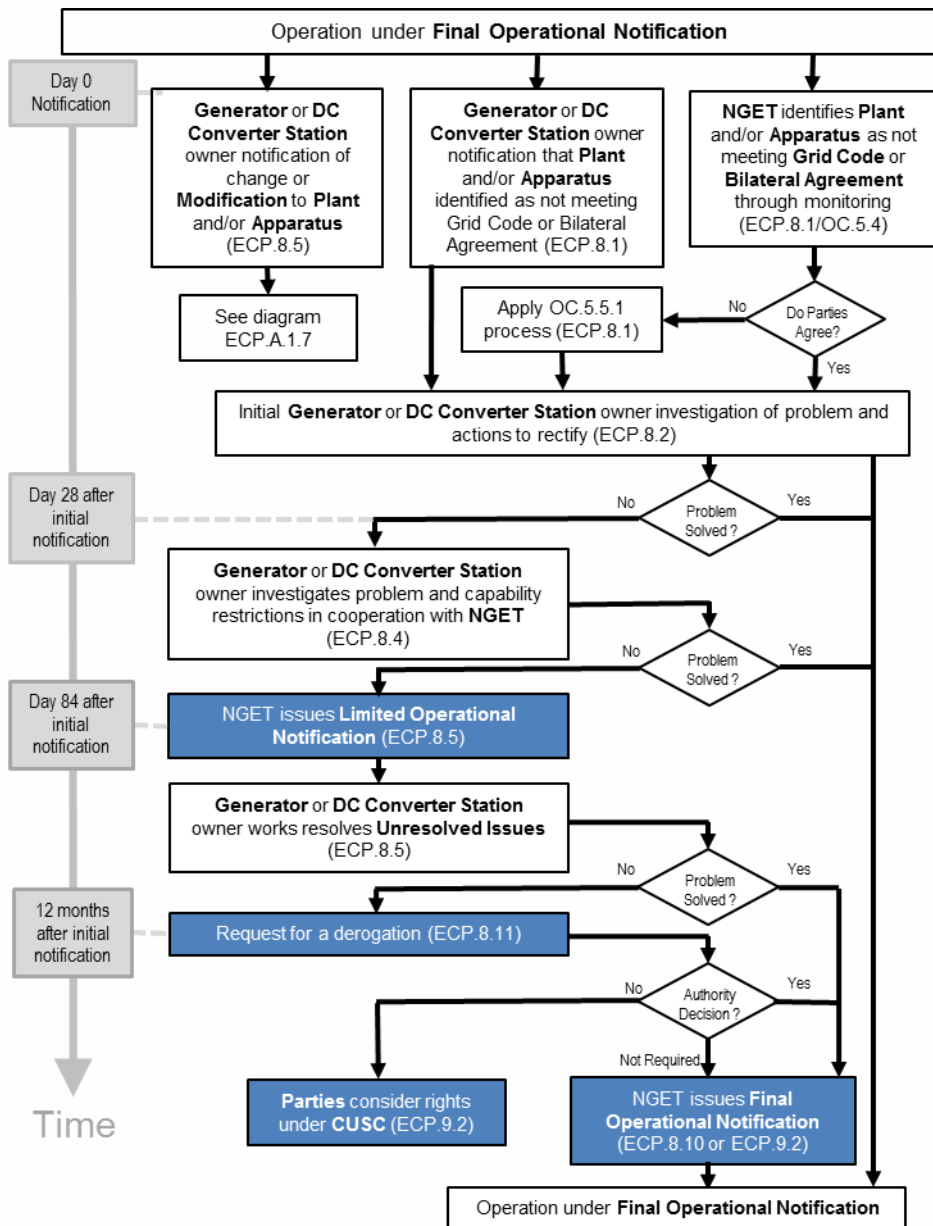 Operation under Final Operational Notification
Day 0
Notification
Generator or DC
Converter Station
owner notification of
change or
Modification to Plant
and/or Apparatus
(ECP.8.5)
Generator or DC
Converter Station owner
notification that Plant
and/or Apparatus
identified as not meeting
Grid Code or Bilateral
Agreement (ECP.8.1)
NGET identifies Plant
and/or Apparatus as not
meeting Grid Code or
Bilateral Agreement
through monitoring
(ECP.8.1/OC.5.4)
See diagram
ECP.A.1.7
Apply OC.5.5.1
process (ECP.8.1)
No
Do Parties
Agree?
Yes
Initial Generator or DC Converter Station owner investigation of problem and
actions to rectify (ECP.8.2)
Day 28 after
initial
notification
No
Problem
Solved ?
Yes
Generator or DC Converter Station
owner investigates problem and capability
restrictions in cooperation with NGET
(ECP.8.4)
No
Problem
Solved ?
Yes
Day 84 after
initial
notification
NGET issues Limited Operational
Notification (ECP.8.5)
Generator or DC Converter Station
owner works resolves Unresolved Issues
(ECP.8.5)
No
Problem
Solved ?
Yes
12 months
after initial
notification
Request for a derogation (ECP.8.11)
No
Authority
Decision ?
Yes
Not Required
Parties consider rights
under CUSC (ECP.9.2)
NGET issues Final
Operational Notification
(ECP.8.10 or ECP.9.2)
Time
Operation under Final Operational Notification